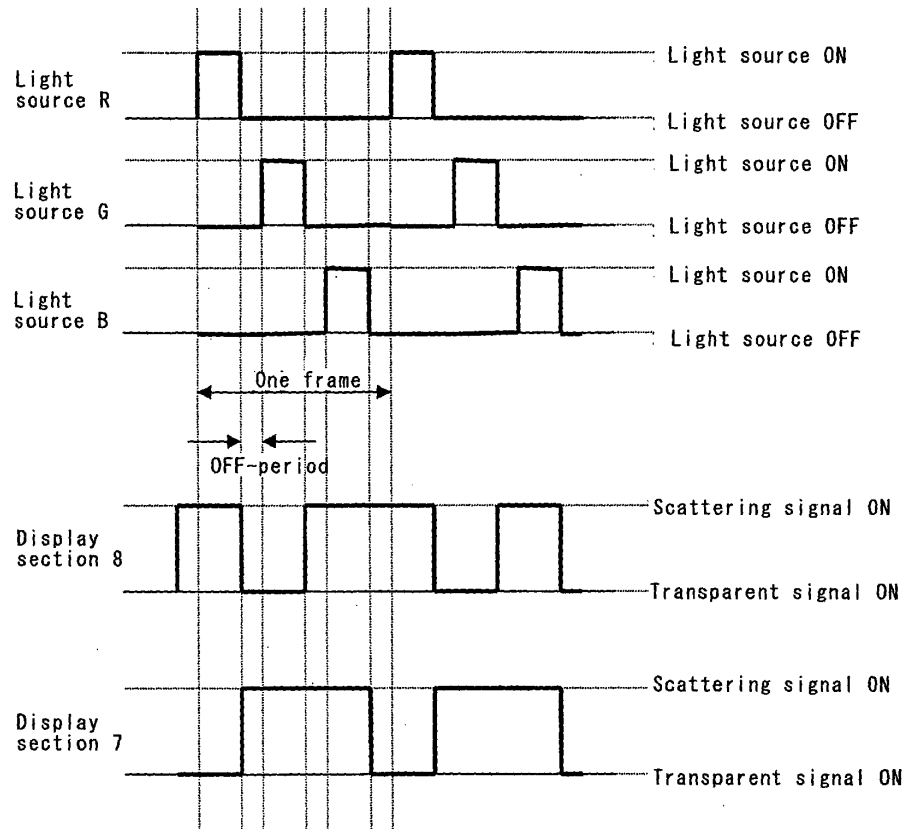 Light source ON
Light
source R
Light source OFF
Light source ON
Light
source G
Light source OFF
Light source ON
Light
source B
Light source OFF
One frame
OFF-period
Scattering signal ON
Display
section 8
Transparent signal ON
Scattering signal ON
Display
section 7
Transparent signal ON